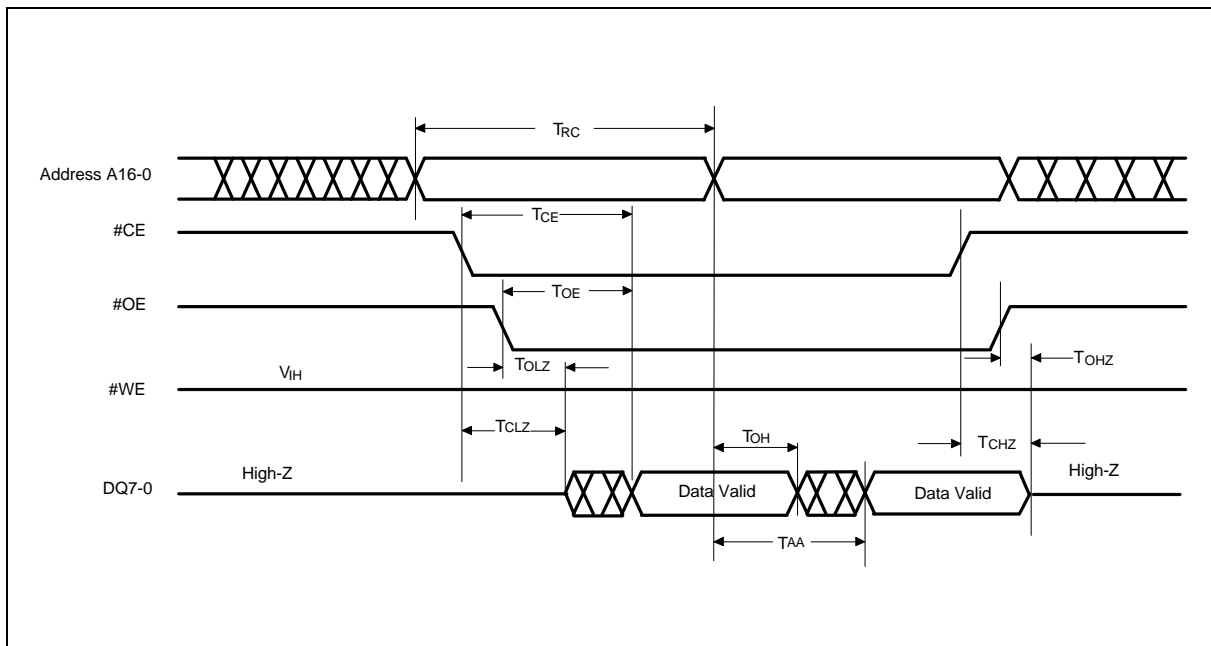 TRC
Address A16-0
TCE
#CE
TOE
#OE
TOLZ
TOHZ
VIH
#WE
TCLZ
TOH
TCHZ
High-Z
High-Z
DQ7-0
Data Valid
Data Valid
TAA